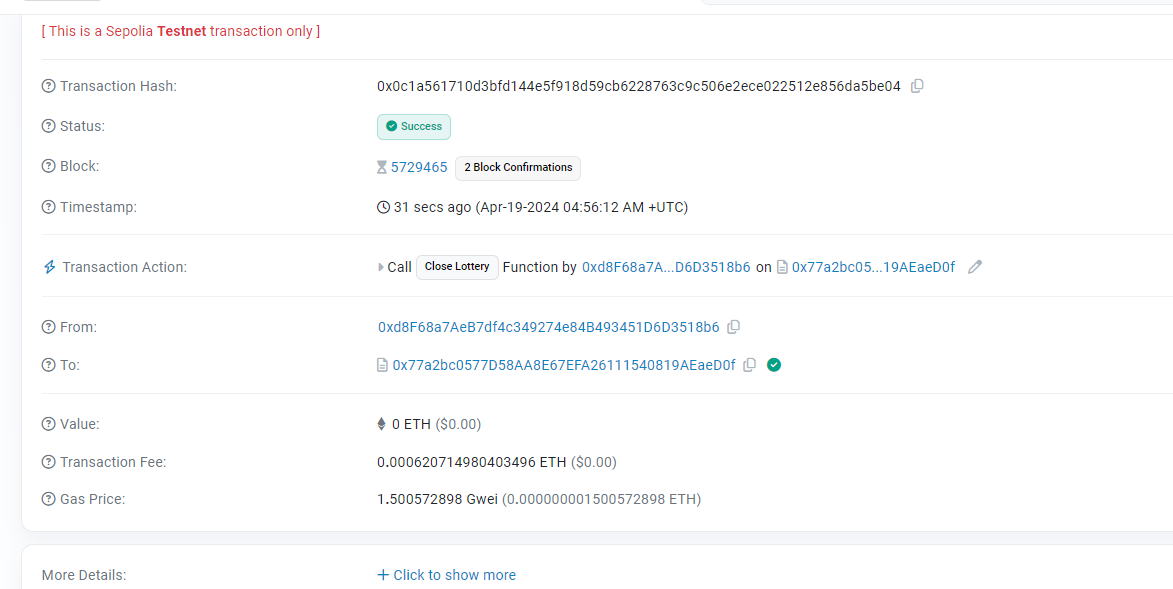 [ This is a Sepolia Testnet transaction only ]
Transaction Hash: 0x0c1a561710d3bfd144e5f918d59cb6228763c9c506e2ece022512e856da5be04
Status: Success
Block: 5729465 2 Block Confirmations
Timestamp: 31 secs ago (Apr-19-2024 04:56:12 AM +UTC)
Transaction Action: Call Close Lottery Function by 0xd8F68a7A...D6D3518b6 on 0x77a2bc05...19AEaeD0f
From: 0xd8F68a7AeB7df4c349274e84B493451D6D3518b6
To: 0x77a2bc0577D58AA8E67EFA26111540819AEaeD0f
Value: 0 ETH ($0.00)
Transaction Fee: 0.000620714980403496 ETH ($0.00)
Gas Price: 1.500572898 Gwei (0.000000001500572898 ETH)
More Details: + Click to show more